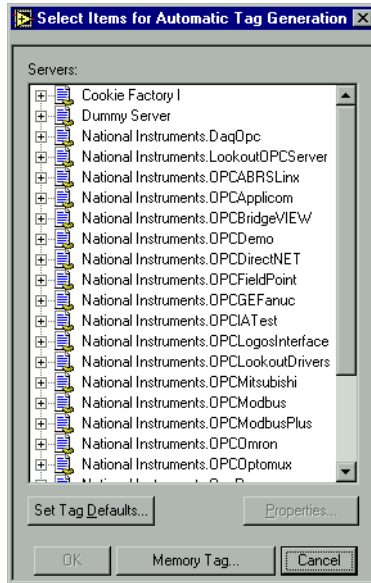 Select Items for Automatic Tag Generation
Servers:
Cookie Factory I
Dummy Server
National Instruments.DaqOpc
National Instruments.LookoutOPCServer
National Instruments.OPCABRSLinx
National Instruments.OPCApplicom
National Instruments.OPCBridgeVIEW
National Instruments.OPCDemo
National Instruments.OPCDirectNET
National Instruments.OPCFieldPoint
National Instruments.OPCGEFanuc
National Instruments.OPCIATest
National Instruments.OPCLogosInterface
National Instruments.OPCLookoutDrivers
National Instruments.OPCMitsubishi
National Instruments.OPCModbus
National Instruments.OPCModbusPlus
National Instruments.OPCOmron
National Instruments.OPCOptomux
Set Tag Defaults... Properties...
OK Memory Tag... Cancel